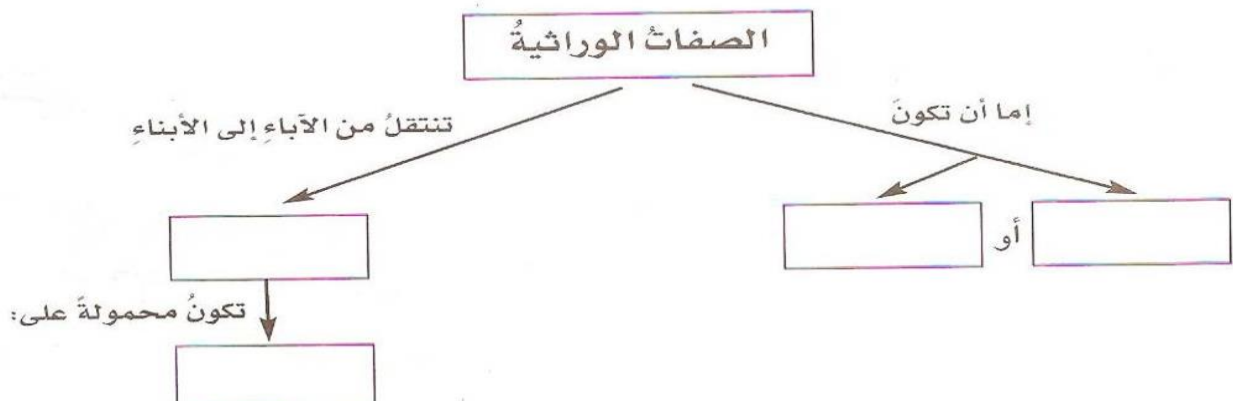 الصفاتُ الوراثيةُ
إما أن تكونَ
تنتقلُ من الآباءِ إلى الأبناءِ
أو
تكونُ محمولةً على: